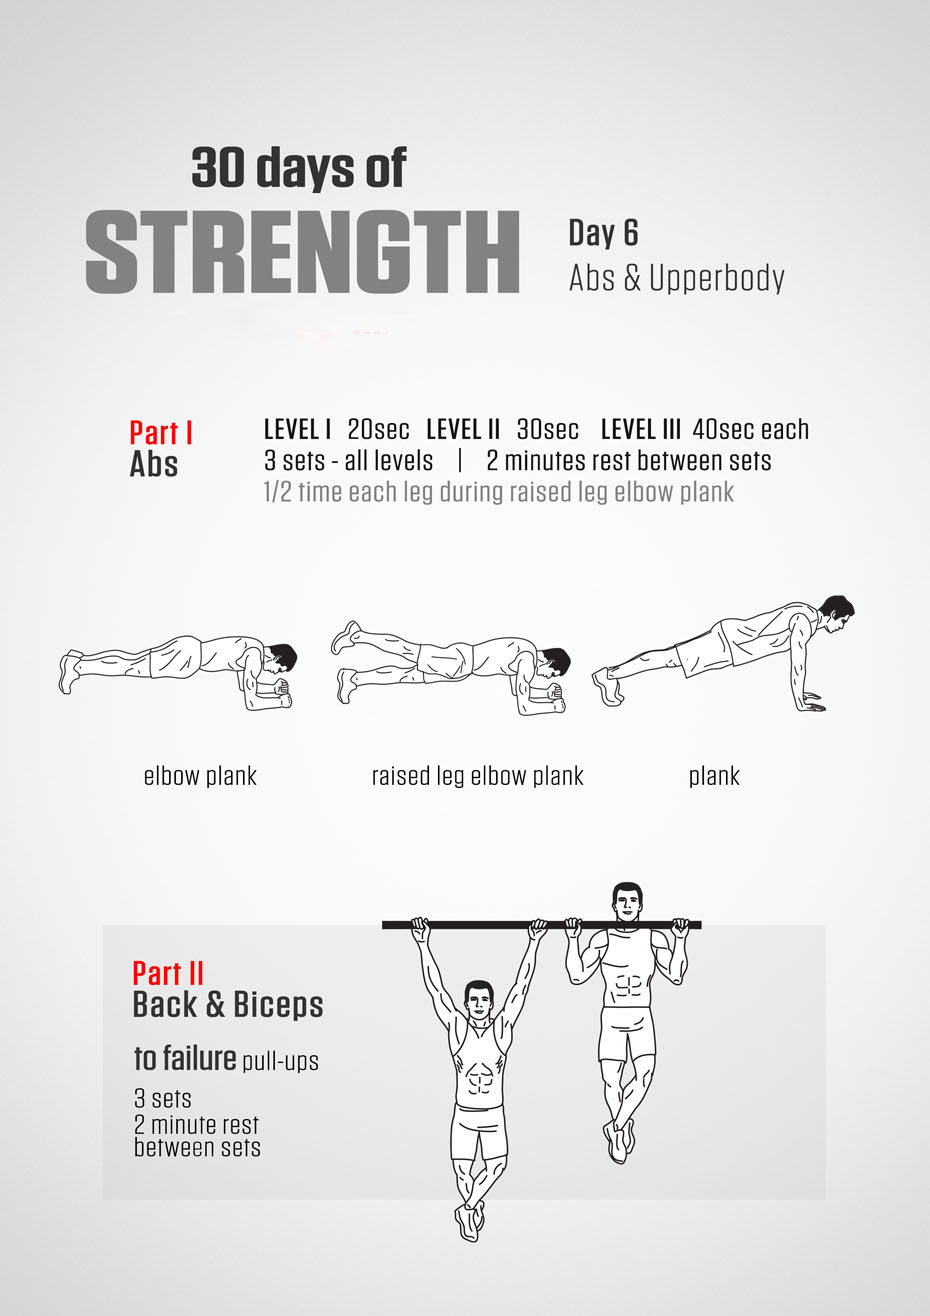 30 days of
STRENGTH
Day 6
Abs & Upperbody
Part I
Abs
LEVEL I 20sec LEVEL II 30sec LEVEL III 40sec each
3 sets - all levels | 2 minutes rest between sets
1/2 time each leg during raised leg elbow plank
elbow plank
raised leg elbow plank
plank
Part II
Back & Biceps
to failure pull-ups
3 sets
2 minute rest
between sets